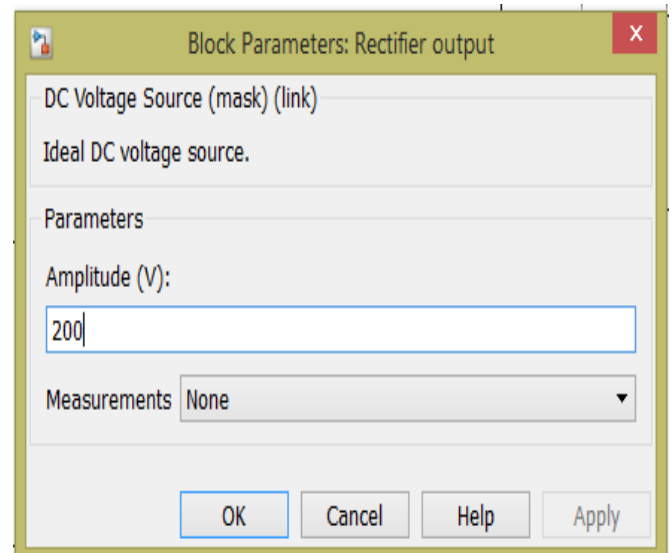 Block Parameters: Rectifier output
x
DC Voltage Source (mask) (link)
Ideal DC voltage source.
Parameters
Amplitude (V):
200
Measurements None
OK Cancel Help Apply